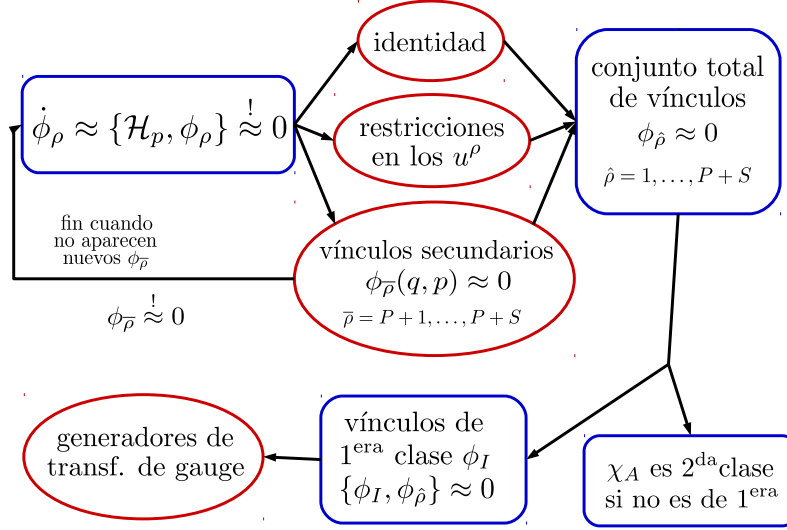 identidad
$\dot{\phi}_\rho \approx \{\mathcal{H}_p, \phi_\rho\} \overset{!}{\approx} 0$
restricciones
en los $u^\rho$
conjunto total
de vínculos
$\phi_{\hat{\rho}} \approx 0$
$\hat{\rho} = 1, \ldots, P + S$
fin cuando
no aparecen
nuevos $\phi_{\overline{\rho}}$
vínculos secundarios
$\phi_{\overline{\rho}}(q, p) \approx 0$
$\overline{\rho} = P + 1, \ldots, P + S$
$\phi_{\overline{\rho}} \overset{!}{\approx} 0$
generadores de
transf. de gauge
vínculos de
1$^{\text{era}}$ clase $\phi_I$
$\{\phi_I, \phi_{\hat{\rho}}\} \approx 0$
$\chi_A$ es 2$^{\text{da}}$clase
si no es de 1$^{\text{era}}$